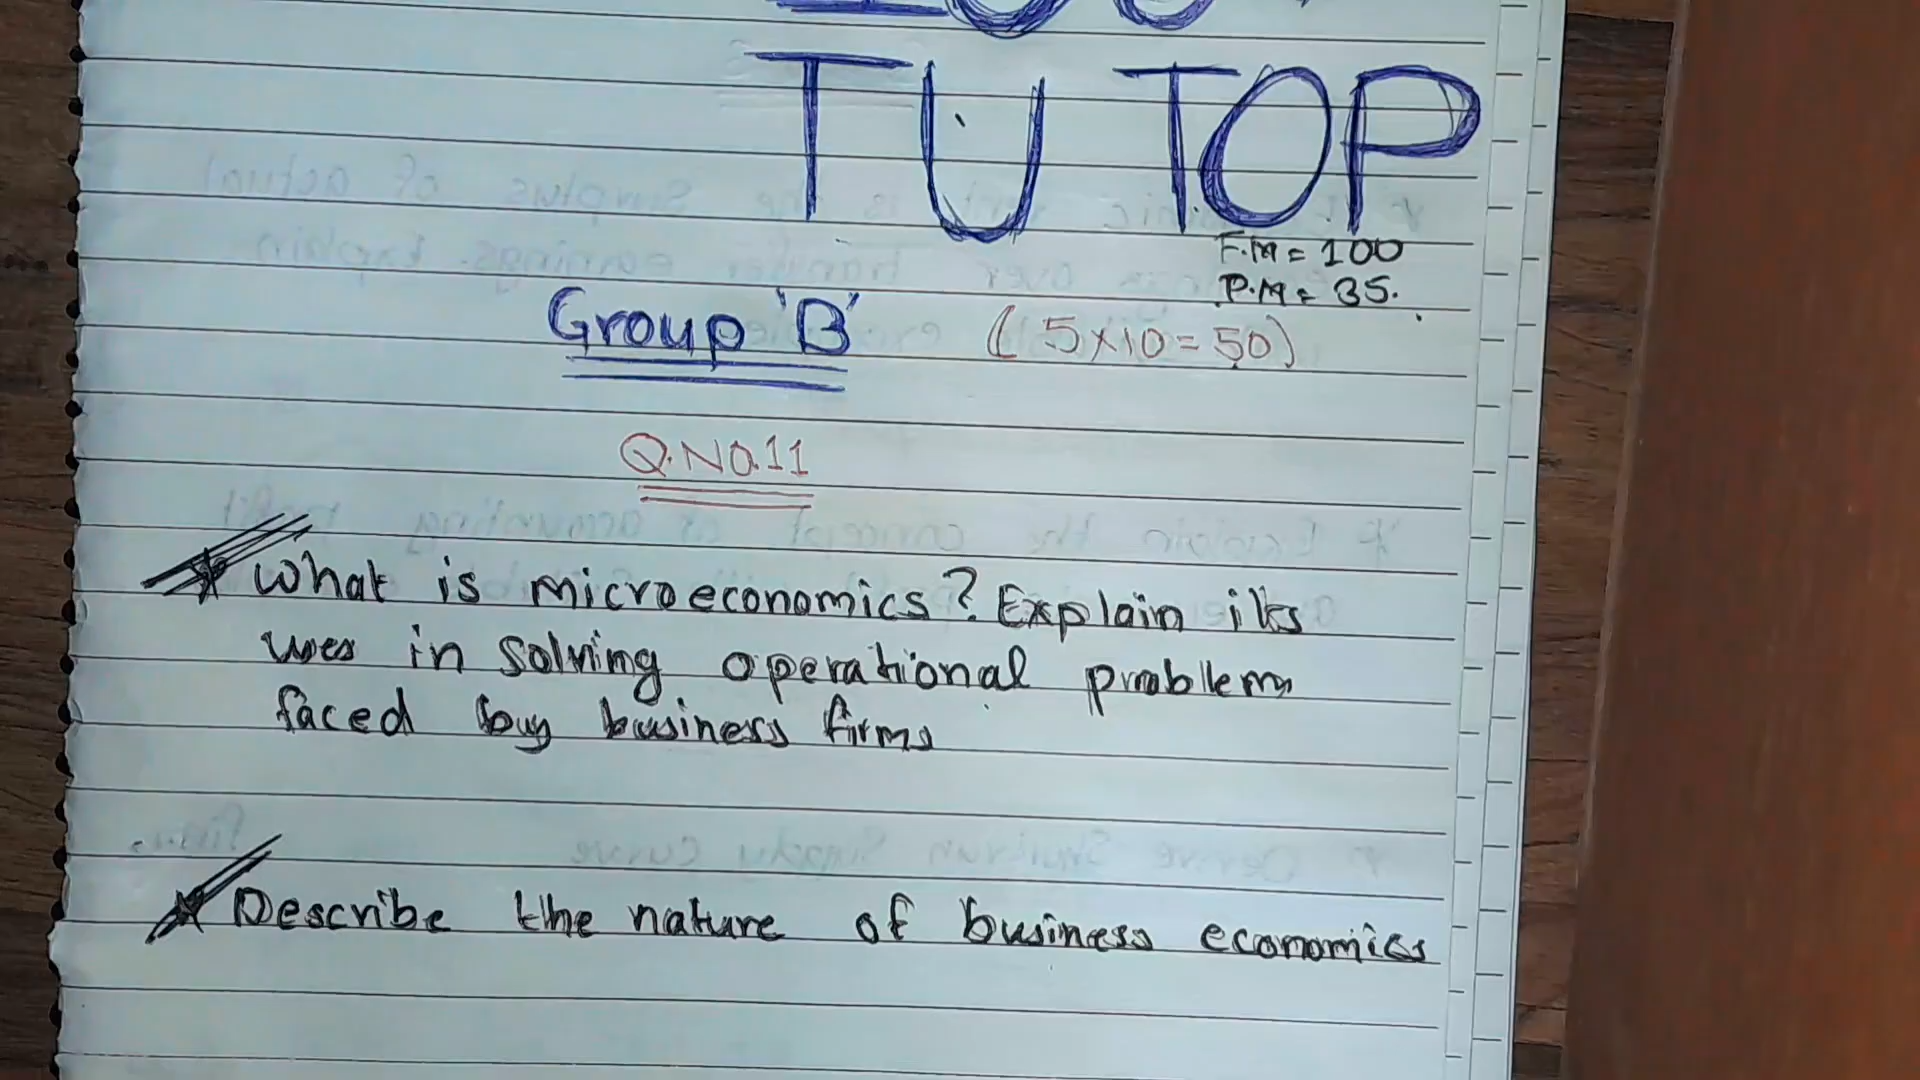 TU TOP
F.M = 100
P.M = 35.
Group 'B' (5x10=50)
Q.NO.11
* What is microeconomics? Explain its
uses in solving operational problems
faced by business firms
* Describe the nature of business economics